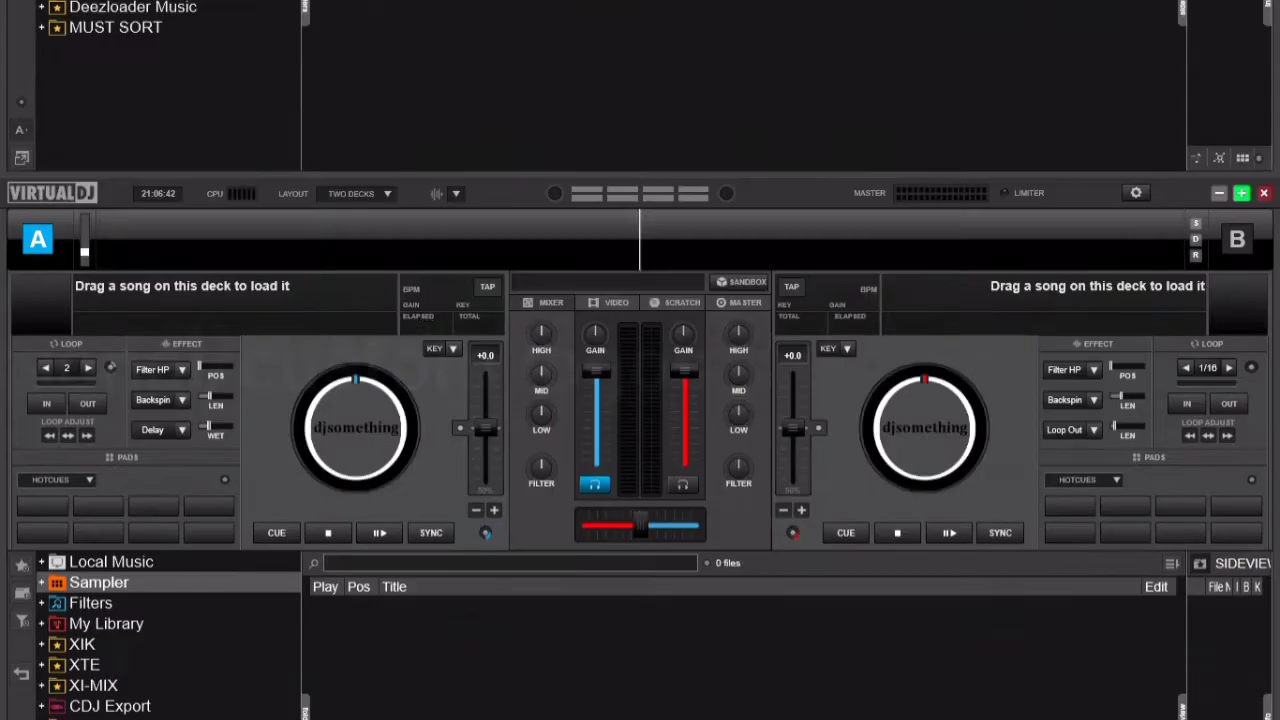 Deezloader Music
MUST SORT
A
VIRTUALDJ 21:06:42 CPU LAYOUT TWO DECKS MASTER LIMITER
A S D R B
Drag a song on this deck to load it BPM TAP
GAIN KEY
ELAPSED TOTAL
SANDBOX
MIXER VIDEO SCRATCH MASTER
TAP BPM Drag a song on this deck to load it
KEY GAIN
TOTAL ELAPSED
LOOP EFFECT KEY +0.0
2 Filter HP POS
Backspin LEN
IN OUT
LOOP ADJUST
Delay WET
PADS
HOTCUES
50%
CUE SYNC
HIGH GAIN GAIN HIGH
MID MID
LOW LOW
FILTER FILTER
djsomething
+0.0 KEY EFFECT LOOP
Filter HP POS 1/16
Backspin LEN
IN OUT
LOOP ADJUST
Loop Out LEN
PADS
HOTCUES
50%
CUE SYNC
djsomething
Local Music
Sampler
Filters
My Library
XIK
XTE
XI-MIX
CDJ Export
0 files
Play Pos Title Edit
SIDEVIEW
File N I B K